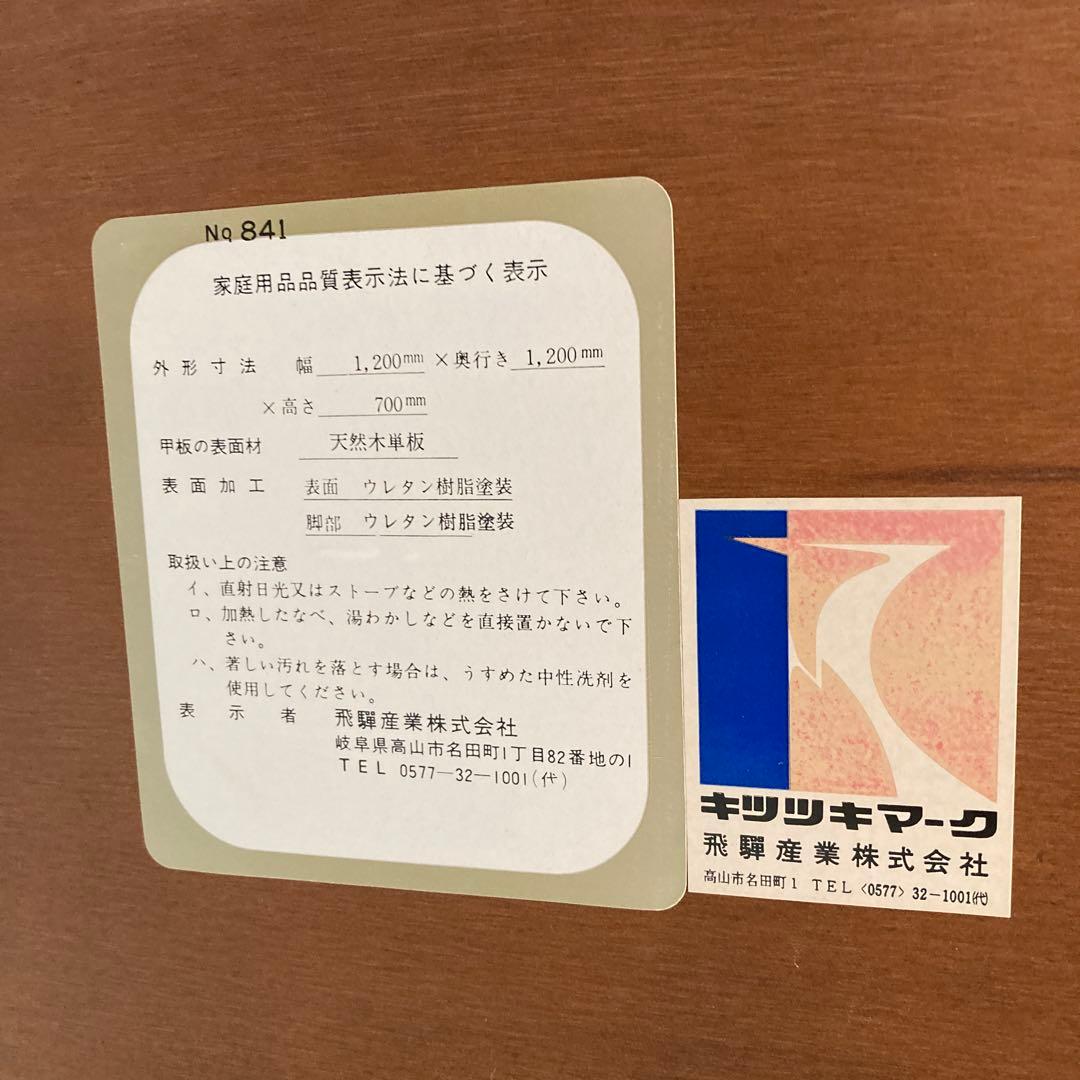 No 841
家庭用品品質表示法に基づく表示
外形寸法 幅 1,200mm ×奥行き 1,200mm
×高さ 700mm
甲板の表面材 天然木単板
表面加工 表面 ウレタン樹脂塗装
脚部 ウレタン樹脂塗装
取扱い上の注意
イ、直射日光又はストーブなどの熱をさけて下さい。
ロ、加熱したなべ、湯わかしなどを直接置かないで下
さい。
ハ、著しい汚れを落とす場合は、うすめた中性洗剤を
使用してください。
表示者 飛驒産業株式会社
岐阜県高山市名田町1丁目82番地の1
TEL 0577-32-1001(代)
キツツキマーク
飛驒産業株式会社
高山市名田町1 TEL〈0577〉32-1001(代)